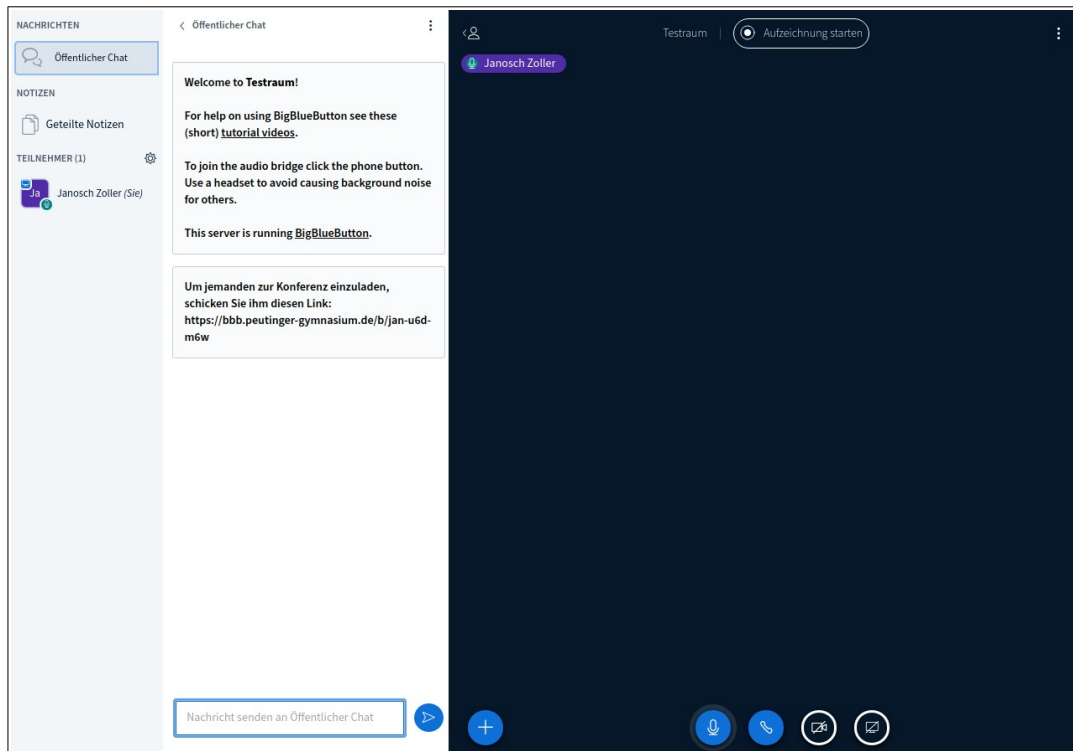 NACHRICHTEN
Öffentlicher Chat
NOTIZEN
Geteilte Notizen
TEILNEHMER (1)
Ja
Janosch Zoller (Sie)
Öffentlicher Chat
Welcome to Testraum!
For help on using BigBlueButton see these
(short) tutorial videos.
To join the audio bridge click the phone button.
Use a headset to avoid causing background noise
for others.
This server is running BigBlueButton.
Um jemanden zur Konferenz einzuladen,
schicken Sie ihm diesen Link:
https://bbb.peutinger-gymnasium.de/b/jan-u6d-
m6w
Nachricht senden an Öffentlicher Chat
Testraum | Aufzeichnung starten
Janosch Zoller